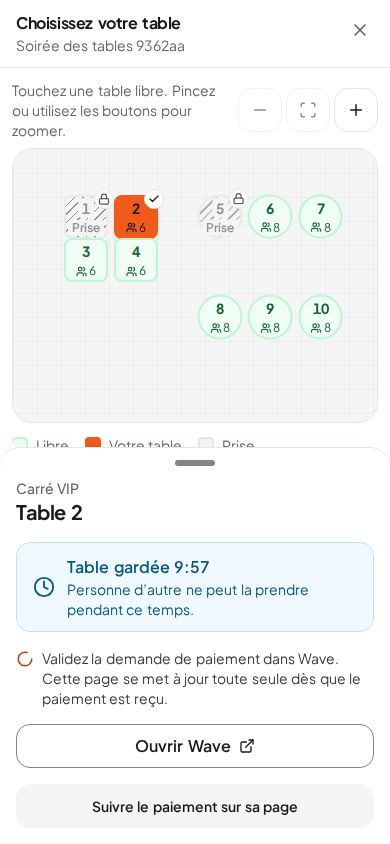 Choisissez votre table
Soirée des tables 9362aa
Touchez une table libre. Pincez
ou utilisez les boutons pour
zoomer.
1
Prise
2
6
5
Prise
6
8
7
8
3
6
4
6
8
8
9
8
10
8
Libre
Votre table
Prise
Carré VIP
Table 2
Table gardée 9:57
Personne d'autre ne peut la prendre
pendant ce temps.
Validez la demande de paiement dans Wave.
Cette page se met à jour toute seule dès que le
paiement est reçu.
Ouvrir Wave
Suivre le paiement sur sa page